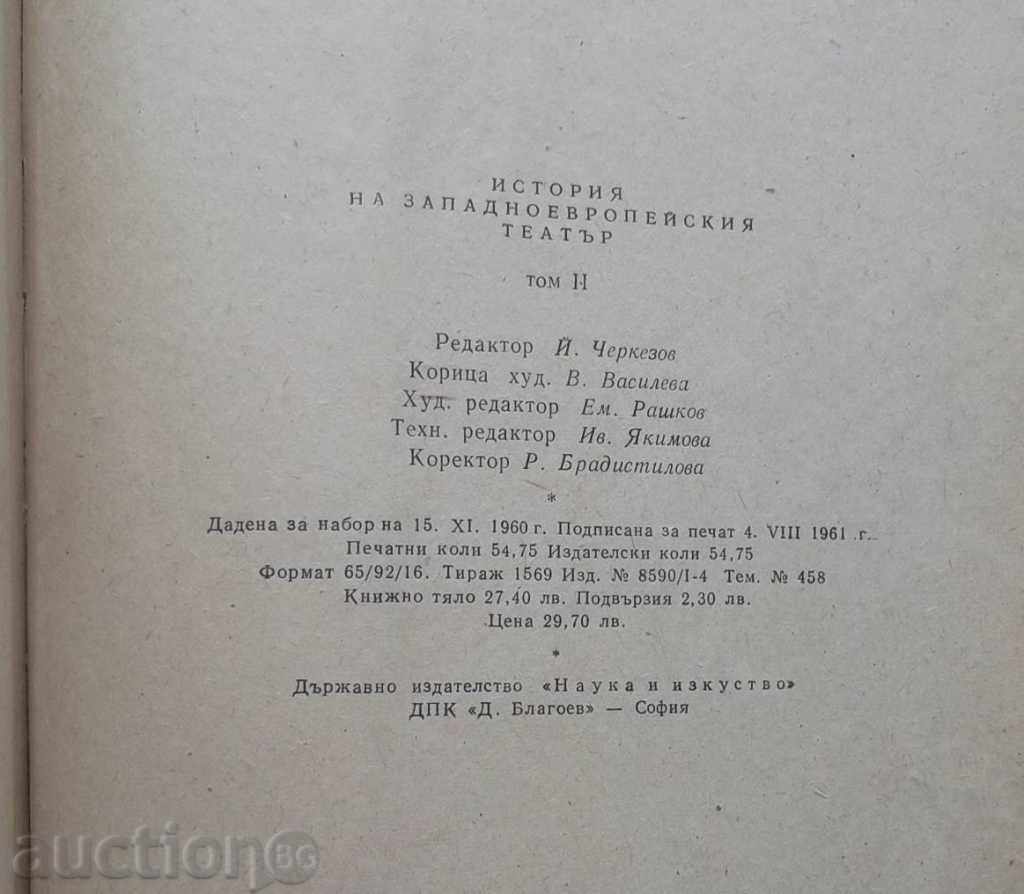 ИСТОРИЯ
НА ЗАПАДНОЕВРОПЕЙСКИЯ
ТЕАТЪР
ТОМ II
Редактор Й. Черкезов
Корица худ. В. Василева
Худ. редактор Ем. Рашков
Техн. редактор Ив. Якимова
Коректор Р. Брадистилова
*
Дадена за набор на 15. XI. 1960 г. Подписана за печат 4. VIII 1961 г.
Печатни коли 54,75 Издателски коли 54,75
Формат 65/92/16. Тираж 1569 Изд. № 8590/I-4 Тем. № 458
Книжно тяло 27,40 лв. Подвързия 2,30 лв.
Цена 29,70 лв.
*
Държавно издателство «Наука и изкуство»
ДПК «Д. Благоев» — София
auctionBG